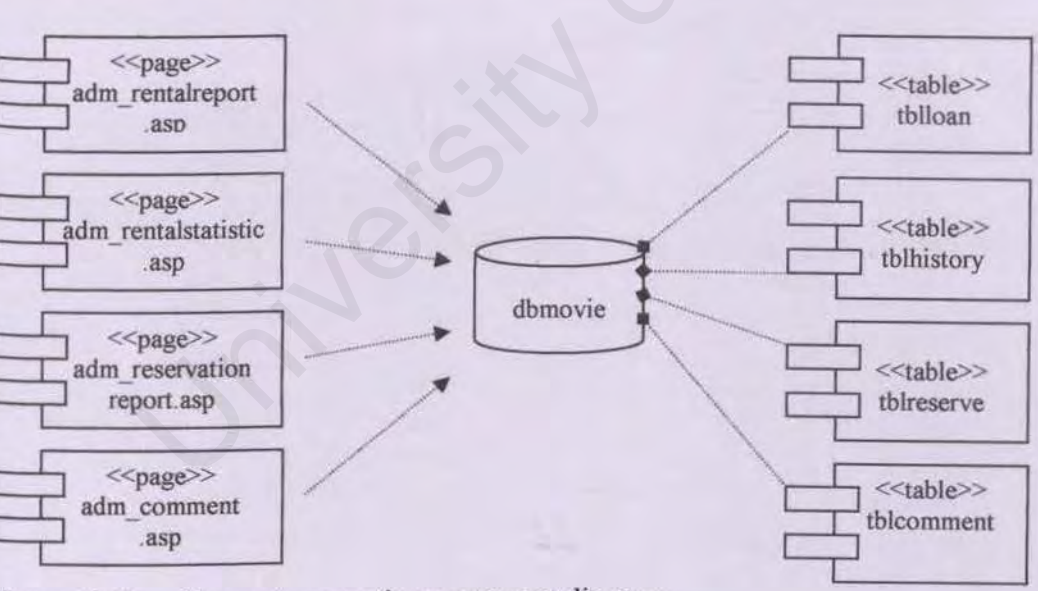 <<page>>
adm_rentalreport
.asp
<<page>>
adm_rentalstatistic
.asp
<<page>>
adm_reservation
report.asp
<<page>>
adm_comment
.asp
dbmovie
<<table>>
tblloan
<<table>>
tblhistory
<<table>>
tblreserve
<<table>>
tblcomment
University